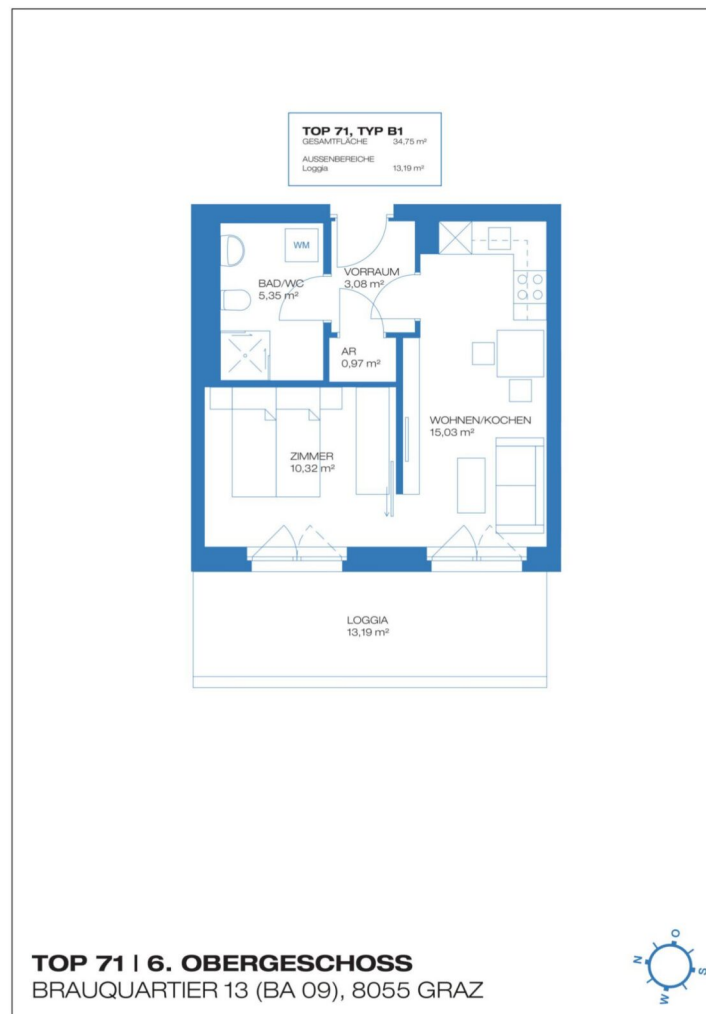 TOP 71, TYP B1
GESAMTFLÄCHE 34,75 m²
AUSSENBEREICHE
Loggia 13,19 m²
WM
BAD/WC
5,35 m²
VORRAUM
3,08 m²
AR
0,97 m²
WOHNEN/KOCHEN
15,03 m²
ZIMMER
10,32 m²
LOGGIA
13,19 m²
TOP 71 | 6. OBERGESCHOSS
BRAUQUARTIER 13 (BA 09), 8055 GRAZ
N
O
S
W